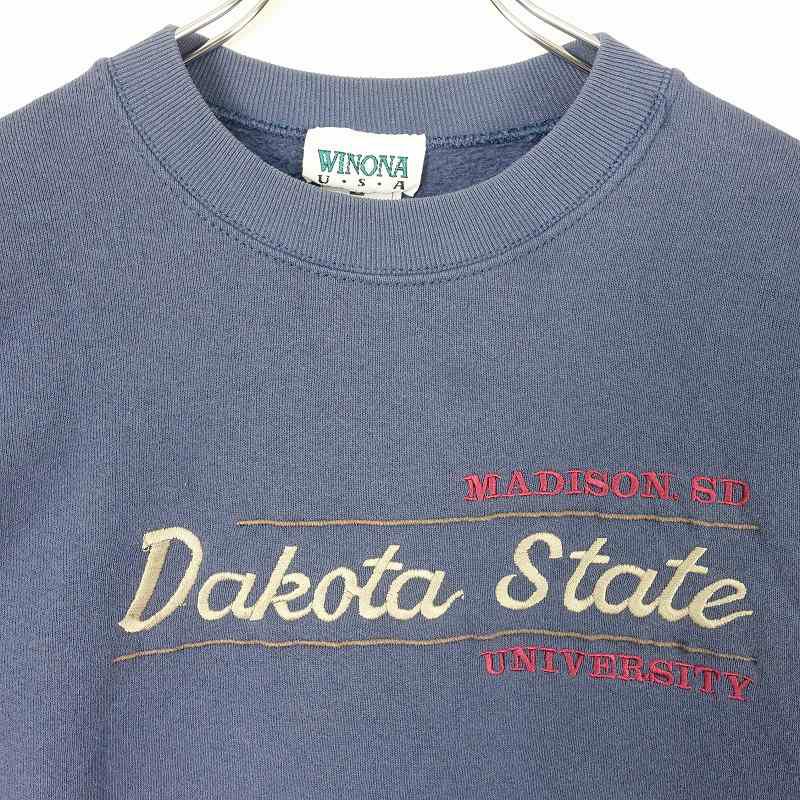 WINONA
U·S·A
MADISON, SD
Dakota State
UNIVERSITY